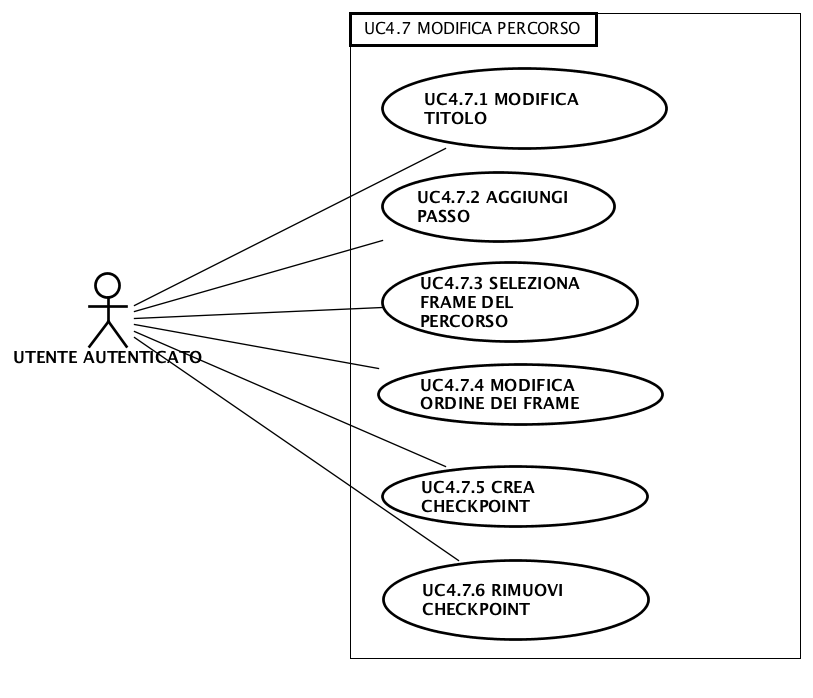 UC4.7 MODIFICA PERCORSO
UC4.7.1 MODIFICA
TITOLO
UC4.7.2 AGGIUNGI
PASSO
UC4.7.3 SELEZIONA
FRAME DEL
PERCORSO
UTENTE AUTENTICATO
UC4.7.4 MODIFICA
ORDINE DEI FRAME
UC4.7.5 CREA
CHECKPOINT
UC4.7.6 RIMUOVI
CHECKPOINT